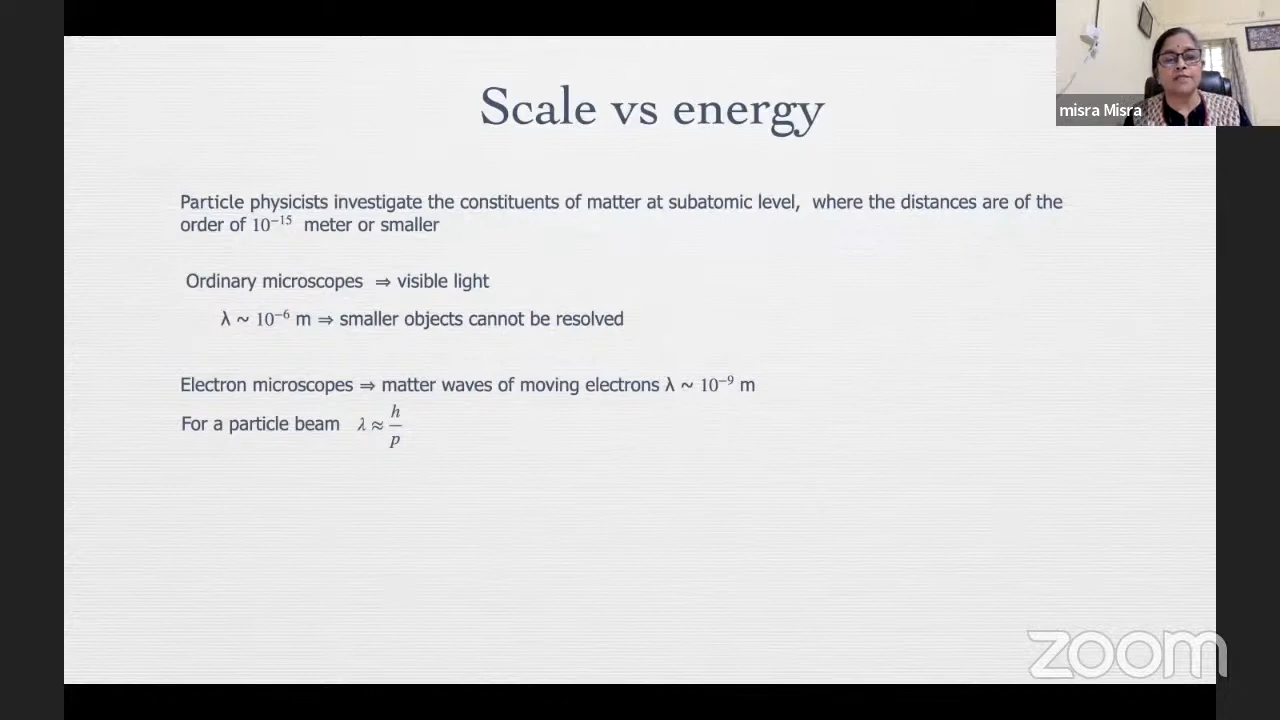 misra Misra
Scale vs energy
Particle physicists investigate the constituents of matter at subatomic level, where the distances are of the
order of 10⁻¹⁵ meter or smaller
Ordinary microscopes ⇒ visible light
λ ~ 10⁻⁶ m ⇒ smaller objects cannot be resolved
Electron microscopes ⇒ matter waves of moving electrons λ ~ 10⁻⁹ m
For a particle beam λ ≈ h/p
zoom